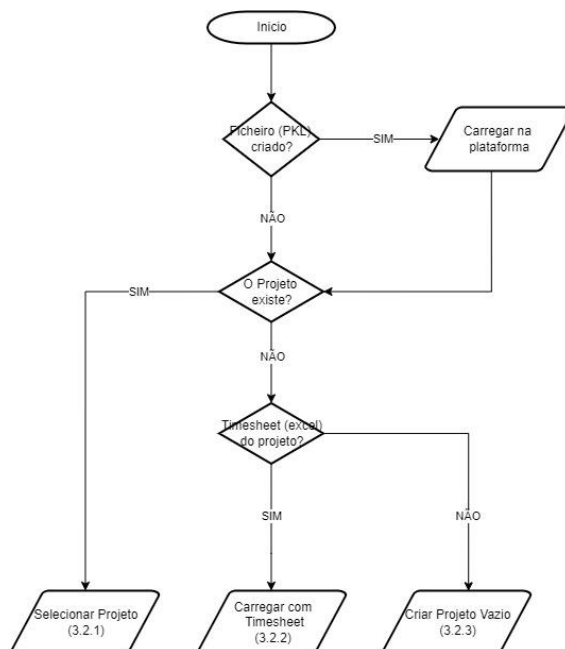 Inicio
Ficheiro (PKL)
criado?
SIM
Carregar na
plataforma
NÃO
O Projeto
existe?
SIM
NÃO
Timesheet (excel)
do projeto?
SIM
NÃO
Selecionar Projeto
(3.2.1)
Carregar com
Timesheet
(3.2.2)
Criar Projeto Vazio
(3.2.3)